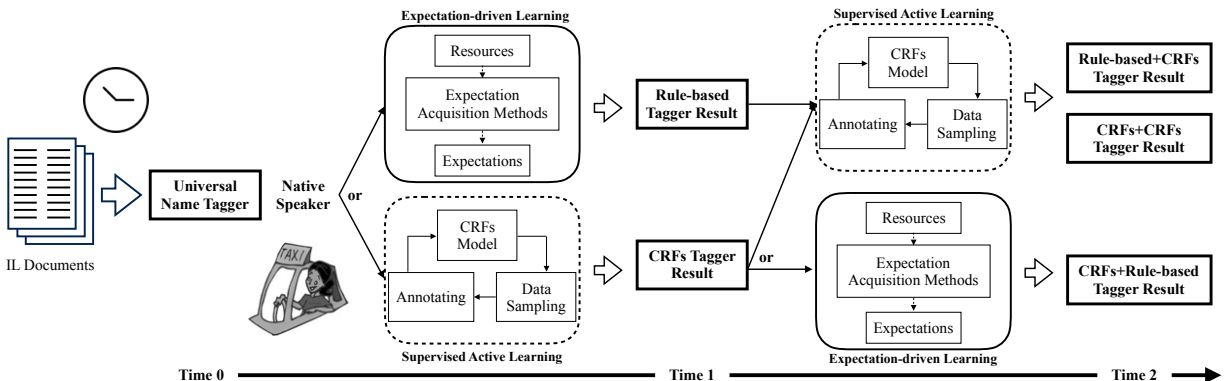 Expectation-driven Learning
Resources
Expectation
Acquisition Methods
Expectations
IL Documents
Universal
Name Tagger
Native
Speaker
or
TAXI
CRFs
Model
Annotating
Data
Sampling
Supervised Active Learning
Rule-based
Tagger Result
CRFs Tagger
Result
or
Supervised Active Learning
CRFs
Model
Annotating
Data
Sampling
Resources
Expectation
Acquisition Methods
Expectations
Expectation-driven Learning
Rule-based+CRFs
Tagger Result
CRFs+CRFs
Tagger Result
CRFs+Rule-based
Tagger Result
Time 0
Time 1
Time 2